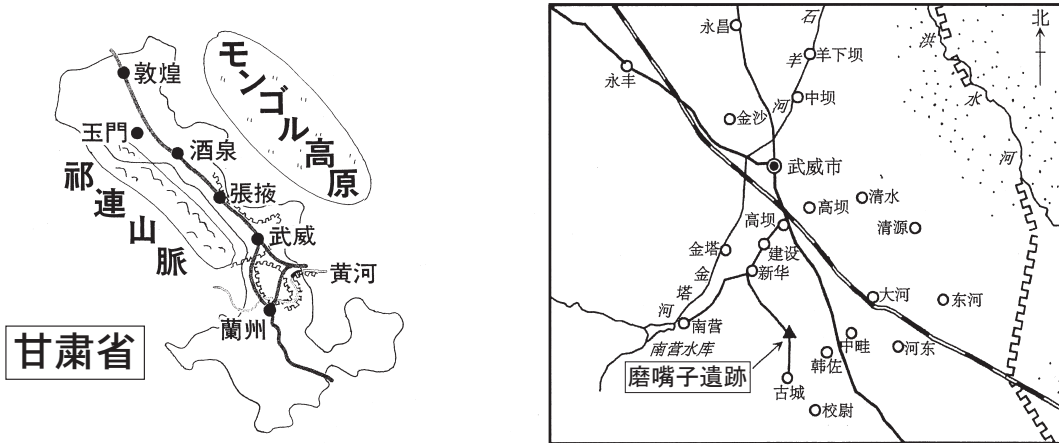 モンゴル高原
敦煌
玉門
酒泉
祁連山脈
張掖
武威
黄河
蘭州
甘粛省
北
永昌
石羊河
羊下坝
洪水河
永丰
中坝
金沙
武威市
清水
高坝
高坝
清源
金塔
建设
金塔河
新华
大河
东河
南营
南营水库
中畦
河东
韩佐
磨嘴子遺跡
古城
校尉